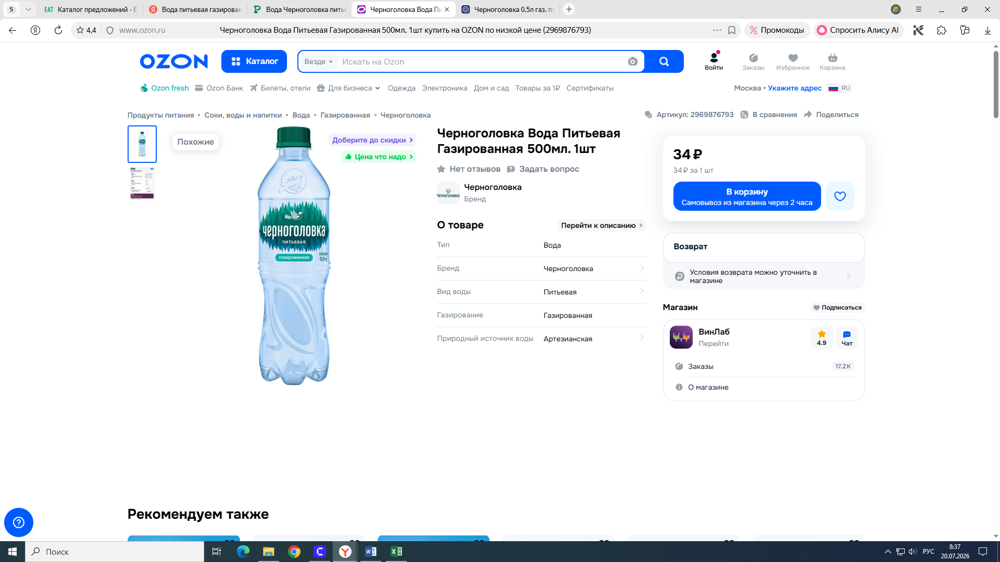 5
ЕАТ Каталог предложений - Е
Вода питьевая газирован
Вода Черноголовка пить
Черноголовка Вода Пи
Черноголовка 0.5л газ. пэ
4,4
www.ozon.ru
Черноголовка Вода Питьевая Газированная 500мл. 1шт купить на OZON по низкой цене (2969876793)
Промокоды
Спросить Алису AI
OZON
Каталог
Везде
Искать на Ozon
Войти
Заказы
Избранное
Корзина
Ozon fresh
Ozon Банк
Билеты, отели
Для бизнеса
Одежда
Электроника
Дом и сад
Товары за 1₽
Сертификаты
Москва • Укажите адрес
RU
Продукты питания • Соки, воды и напитки • Вода • Газированная • Черноголовка
Артикул: 2969876793
В сравнение
Поделиться
Похожие
Доберите до скидки
Цена что надо
ЧЕРНОГОЛОВКА
ПИТЬЕВАЯ
газированная
ОБЪЁМ
0,5л
Черноголовка Вода Питьевая
Газированная 500мл. 1шт
Нет отзывов
Задать вопрос
ЧЕРНОГОЛОВКА
Черноголовка
Бренд
О товаре
Перейти к описанию
Тип Вода
Бренд Черноголовка
Вид воды Питьевая
Газирование Газированная
Природный источник воды Артезианская
34 ₽
34 ₽ за 1 шт
В корзину
Самовывоз из магазина через 2 часа
Возврат
Условия возврата можно уточнить в
магазине
Магазин
Подписаться
ВинЛаб
Перейти
4.9
Чат
Заказы
17.2K
О магазине
Рекомендуем также
Поиск
РУС
8:37
20.07.2026